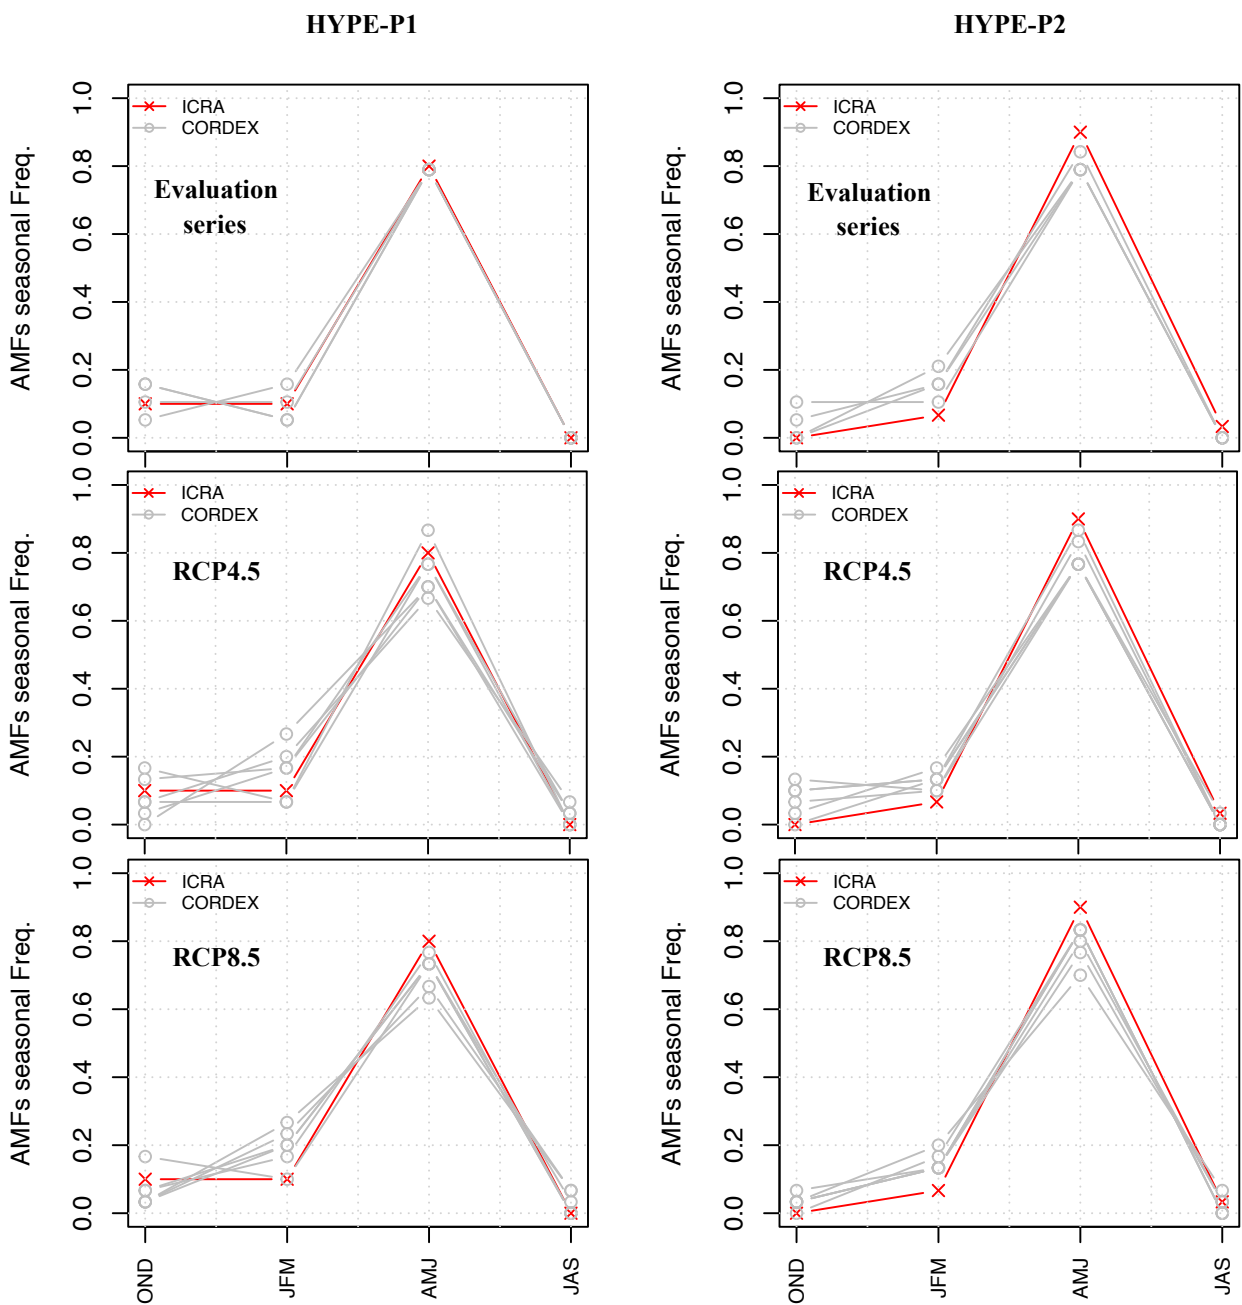 HYPE-P1
HYPE-P2
AMFs seasonal Freq.
1.0
0.8
0.6
0.4
0.2
0.0
ICRA
CORDEX
Evaluation
series
AMFs seasonal Freq.
1.0
0.8
0.6
0.4
0.2
0.0
ICRA
CORDEX
Evaluation
series
AMFs seasonal Freq.
1.0
0.8
0.6
0.4
0.2
0.0
ICRA
CORDEX
RCP4.5
AMFs seasonal Freq.
1.0
0.8
0.6
0.4
0.2
0.0
ICRA
CORDEX
RCP4.5
AMFs seasonal Freq.
1.0
0.8
0.6
0.4
0.2
0.0
ICRA
CORDEX
RCP8.5
OND
JFM
AMJ
JAS
AMFs seasonal Freq.
1.0
0.8
0.6
0.4
0.2
0.0
ICRA
CORDEX
RCP8.5
OND
JFM
AMJ
JAS